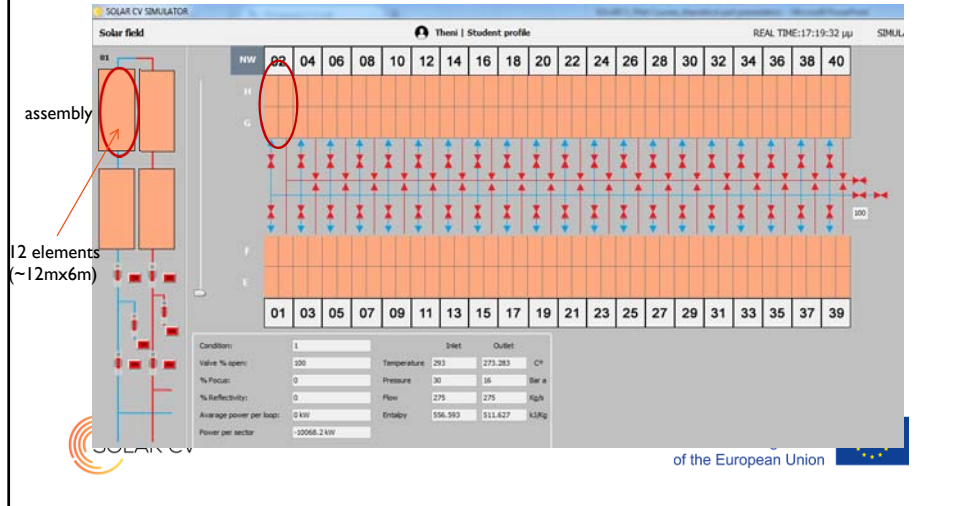 SOLAR CV SIMULATOR
Solar field
Theni | Student profile
REAL TIME:17:19:32 μμ
SIMUL
01
NW 02 04 06 08 10 12 14 16 18 20 22 24 26 28 30 32 34 36 38 40
H
G
assembly
100
12 elements
(~12mx6m)
F
E
01 03 05 07 09 11 13 15 17 19 21 23 25 27 29 31 33 35 37 39
Condition: 1 Inlet Outlet
Valve % open: 100 Temperature 293 273.283 Cº
% Focus: 0 Pressure 30 16 Bar a
% Reflectivity: 0 Flow 275 275 Kg/s
Avarage power per loop: 0 kW Entalpy 556.593 511.627 kJ/Kg
Power per sector -10068.2 kW
SOLAR CV
of the European Union